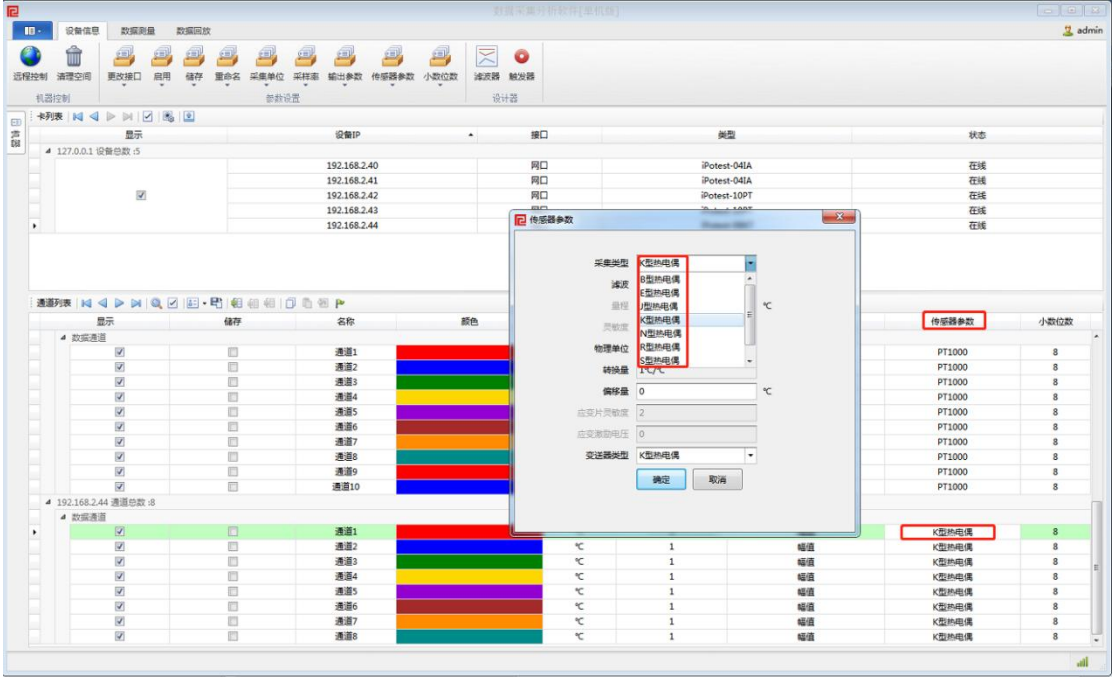 数据采集分析软件[单机版]
设备信息 数据测量 数据回放 admin
远程控制 清理空间 更改接口 启用 储存 重命名 采集单位 采样率 输出参数 传感器参数 小数位数 滤波器 触发器
机器控制 参数设置 设计器
卡列表
显示 设备IP 接口 类型 状态
127.0.0.1 设备总数 :5
192.168.2.40 网口 iPotest-04IA 在线
192.168.2.41 网口 iPotest-04IA 在线
192.168.2.42 网口 iPotest-10PT 在线
192.168.2.43 在线
192.168.2.44 在线
传感器参数
采集类型 K型热电偶
滤波
量程 ℃
灵敏度
物理单位
转换量 1℃/℃
偏移量 0 ℃
应变片灵敏度 2
应变激励电压 0
变送器类型 K型热电偶
确定 取消
B型热电偶
E型热电偶
J型热电偶
K型热电偶
N型热电偶
R型热电偶
S型热电偶
通道列表
显示 储存 名称 颜色 传感器参数 小数位数
数据通道
通道1 PT1000 8
通道2 PT1000 8
通道3 PT1000 8
通道4 PT1000 8
通道5 PT1000 8
通道6 PT1000 8
通道7 PT1000 8
通道8 PT1000 8
通道9 PT1000 8
通道10 PT1000 8
192.168.2.44 通道总数 :8
数据通道
通道1 K型热电偶 8
通道2 ℃ 1 幅值 K型热电偶 8
通道3 ℃ 1 幅值 K型热电偶 8
通道4 ℃ 1 幅值 K型热电偶 8
通道5 ℃ 1 幅值 K型热电偶 8
通道6 ℃ 1 幅值 K型热电偶 8
通道7 ℃ 1 幅值 K型热电偶 8
通道8 ℃ 1 幅值 K型热电偶 8